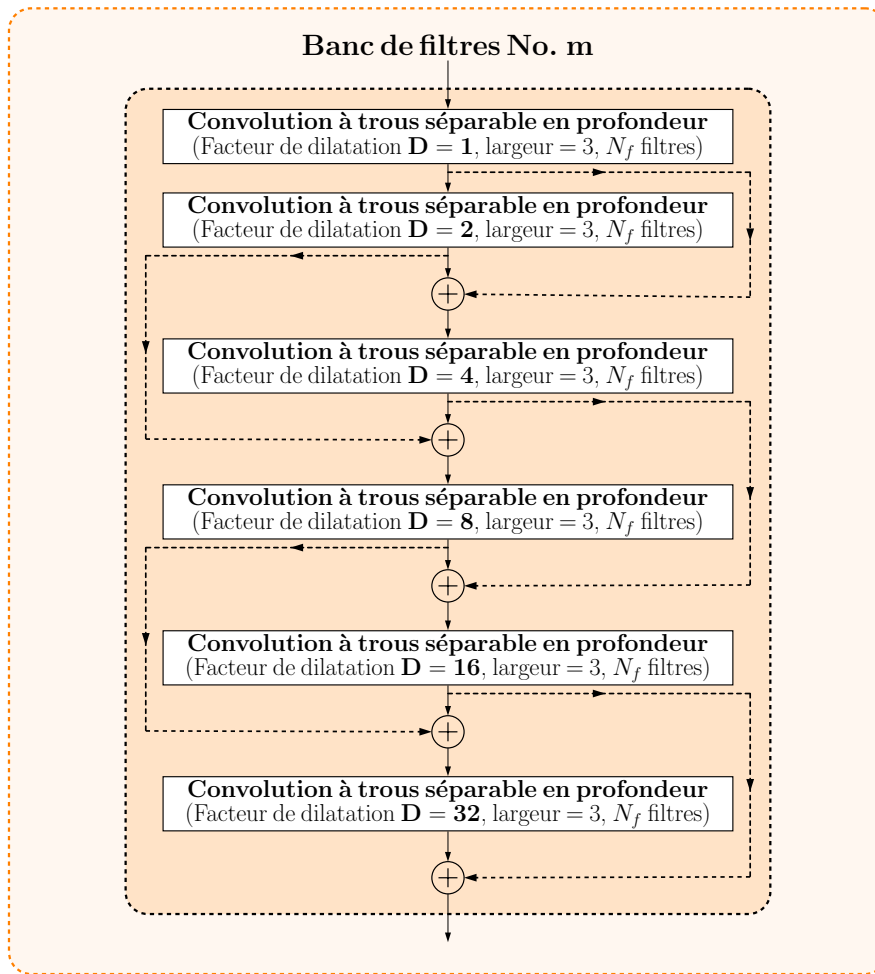 Banc de filtres No. m
Convolution à trous séparable en profondeur
(Facteur de dilatation D = 1, largeur = 3, N_f filtres)
Convolution à trous séparable en profondeur
(Facteur de dilatation D = 2, largeur = 3, N_f filtres)
+
Convolution à trous séparable en profondeur
(Facteur de dilatation D = 4, largeur = 3, N_f filtres)
+
Convolution à trous séparable en profondeur
(Facteur de dilatation D = 8, largeur = 3, N_f filtres)
+
Convolution à trous séparable en profondeur
(Facteur de dilatation D = 16, largeur = 3, N_f filtres)
+
Convolution à trous séparable en profondeur
(Facteur de dilatation D = 32, largeur = 3, N_f filtres)
+